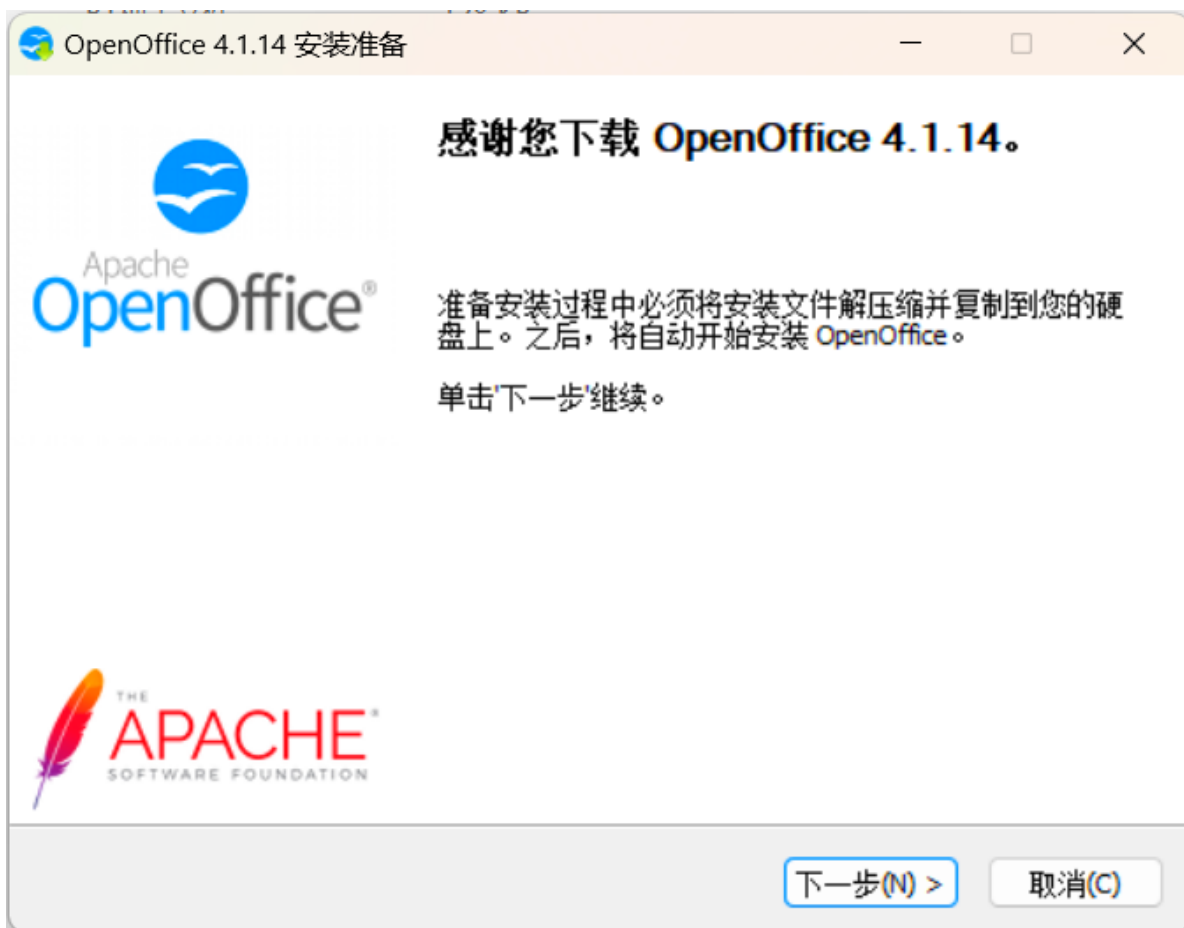 OpenOffice 4.1.14 安装准备
感谢您下载 OpenOffice 4.1.14。
Apache
OpenOffice®
准备安装过程中必须将安装文件解压缩并复制到您的硬
盘上。之后，将自动开始安装 OpenOffice。
单击'下一步'继续。
THE
APACHE®
SOFTWARE FOUNDATION
下一步(N) >
取消(C)